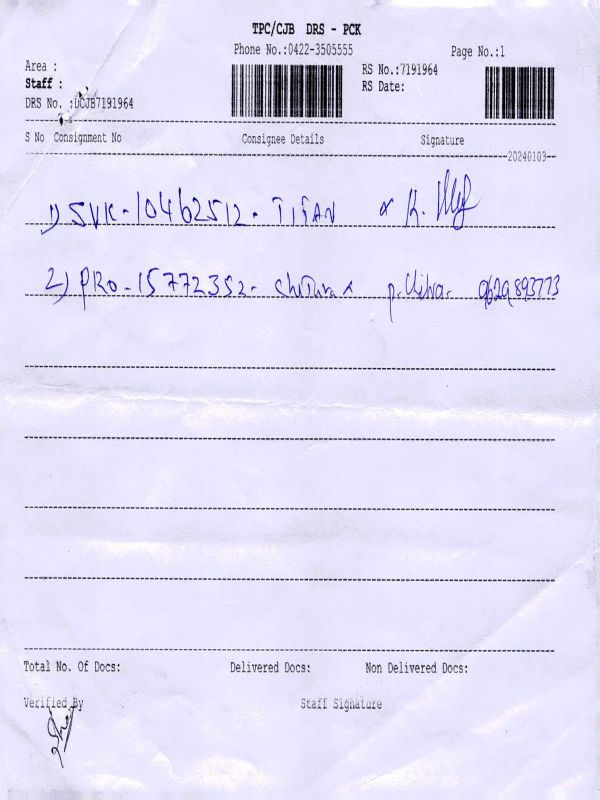 TPC/CJB DRS - PCK
Phone No.:0422-3505555 Page No.:1
Area :
Staff :
DRS No. :DCJB7191964
RS No.:7191964
RS Date:
S No Consignment No Consignee Details Signature
20240103
1) SVK-10462512- TITAN K.
2) PRO-15772352- 9629893773
Total No. Of Docs: Delivered Docs: Non Delivered Docs:
Verified By Staff Signature